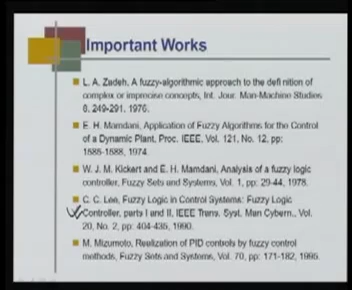 Important Works
L. A. Zadeh, A fuzzy-algorithmic approach to the definition of
complex or imprecise concepts, Int. Jour. Man-Machine Studies
8, 249-291, 1976.
E. H. Mamdani, Application of Fuzzy Algorithms for the Control
of a Dynamic Plant, Proc. IEEE, Vol. 121, No. 12, pp:
1585-1588, 1974.
W. J. M. Kickert and E. H. Mamdani, Analysis of a fuzzy logic
controller, Fuzzy Sets and Systems, Vol. 1, pp: 29-44, 1978.
C. C. Lee, Fuzzy Logic in Control Systems: Fuzzy Logic
Controller, parts I and II, IEEE Trans. Syst. Man Cybern., Vol.
20, No. 2, pp: 404-435, 1990.
M. Mizumoto, Realization of PID controls by fuzzy control
methods, Fuzzy Sets and Systems, Vol. 70, pp: 171-182, 1995.